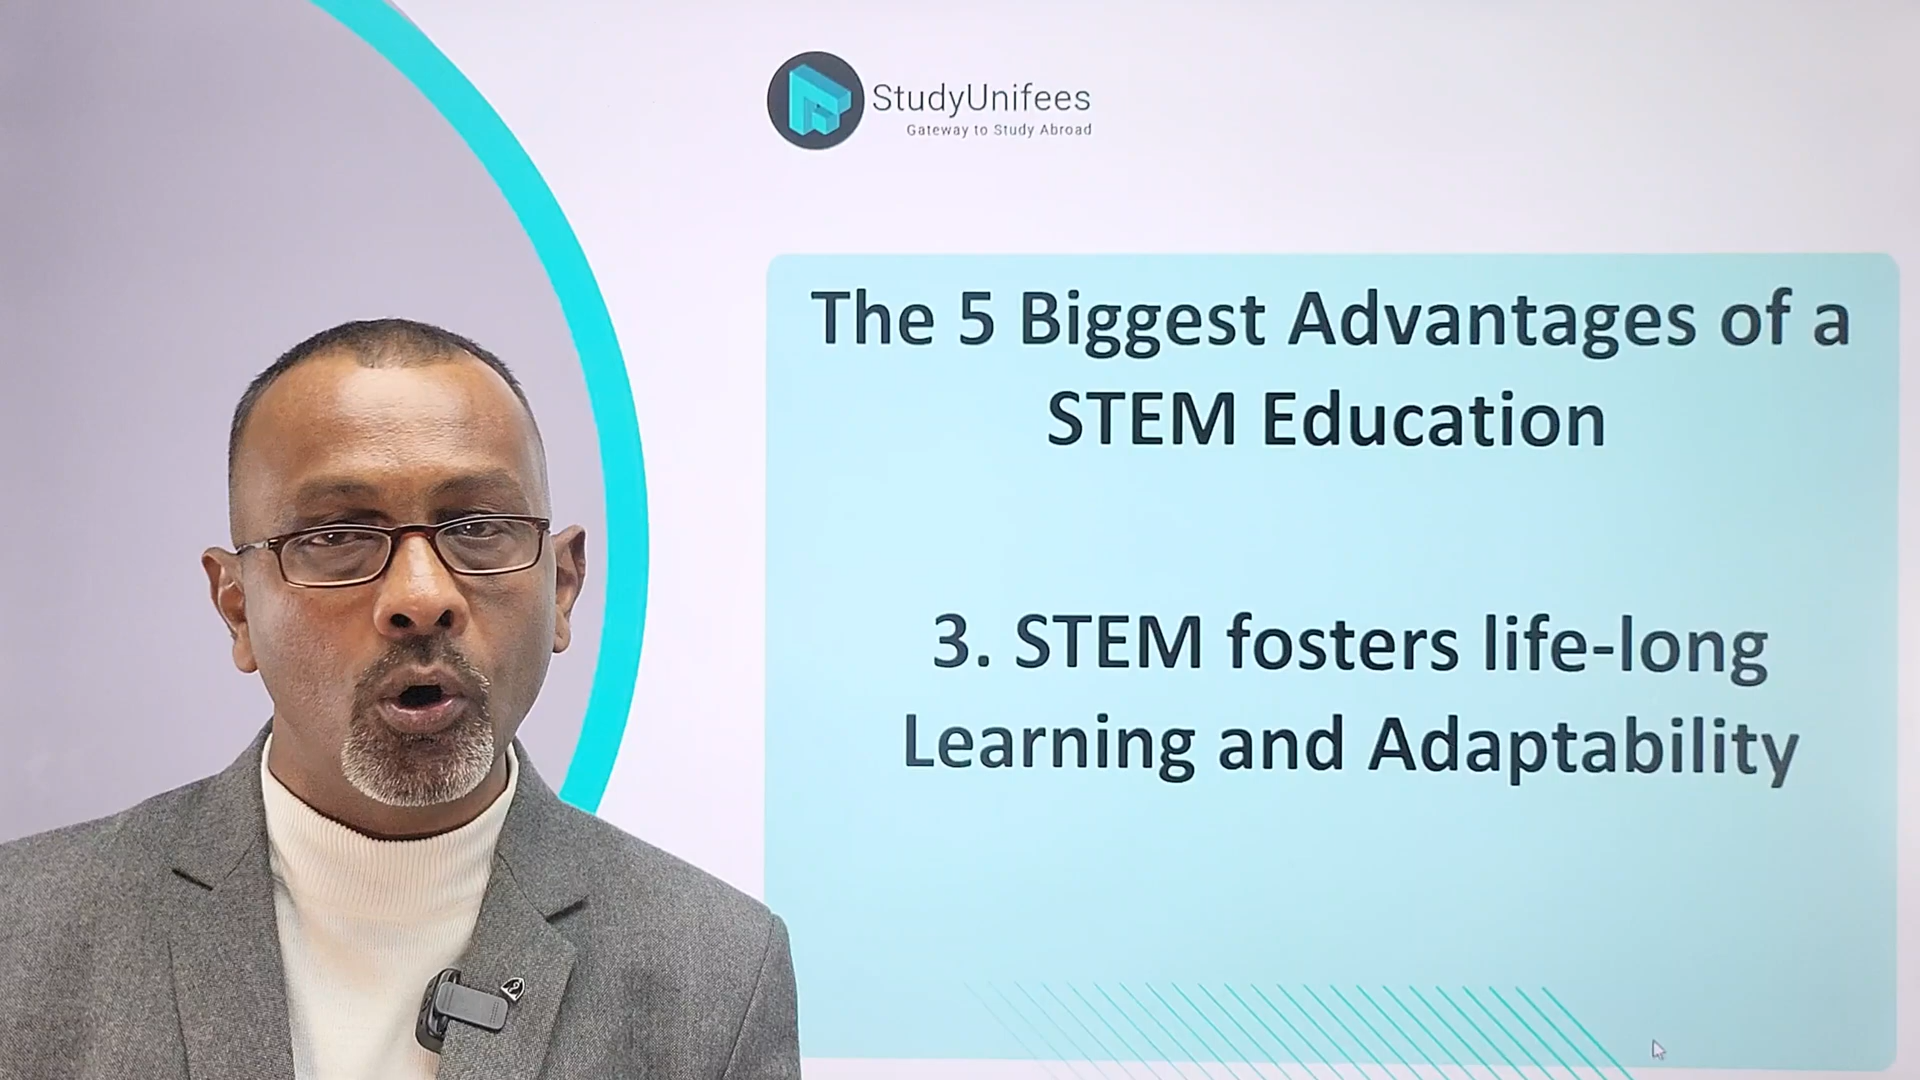 StudyUnifees
Gateway to Study Abroad
The 5 Biggest Advantages of a
STEM Education
3. STEM fosters life-long
Learning and Adaptability